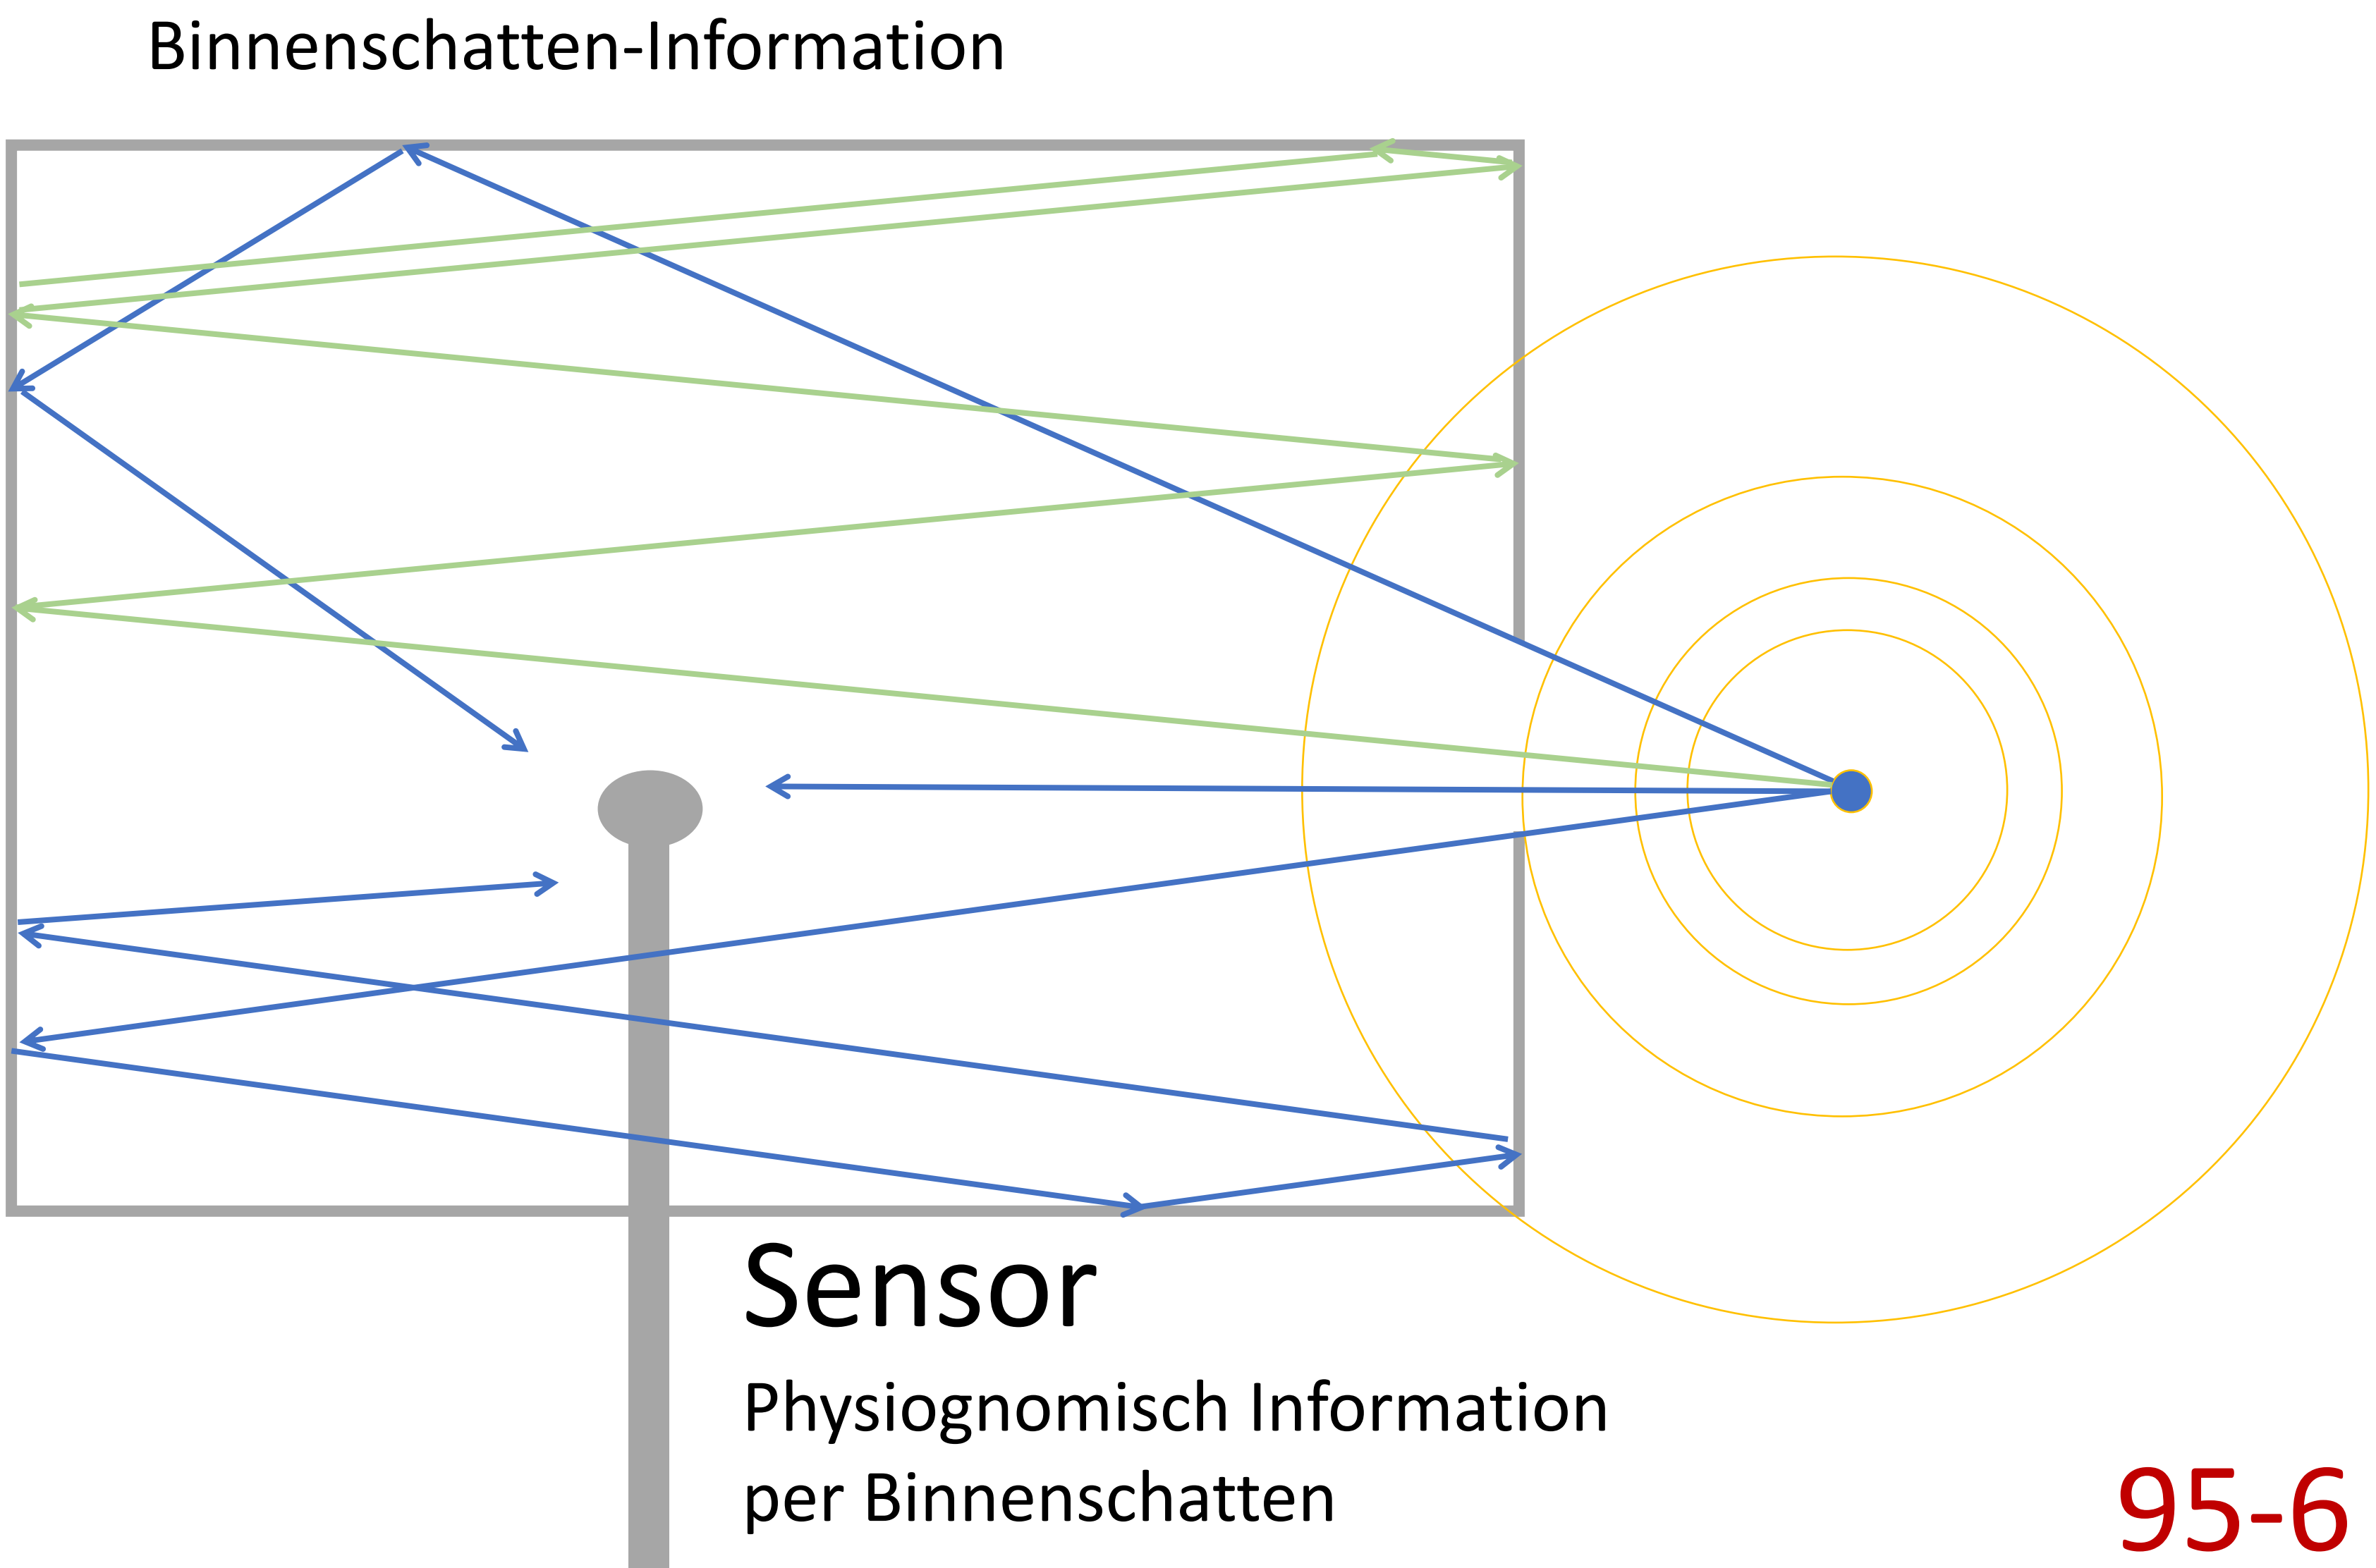 Binnenschatten-Information
Sensor
Physiognomisch Information
per Binnenschatten
95-6